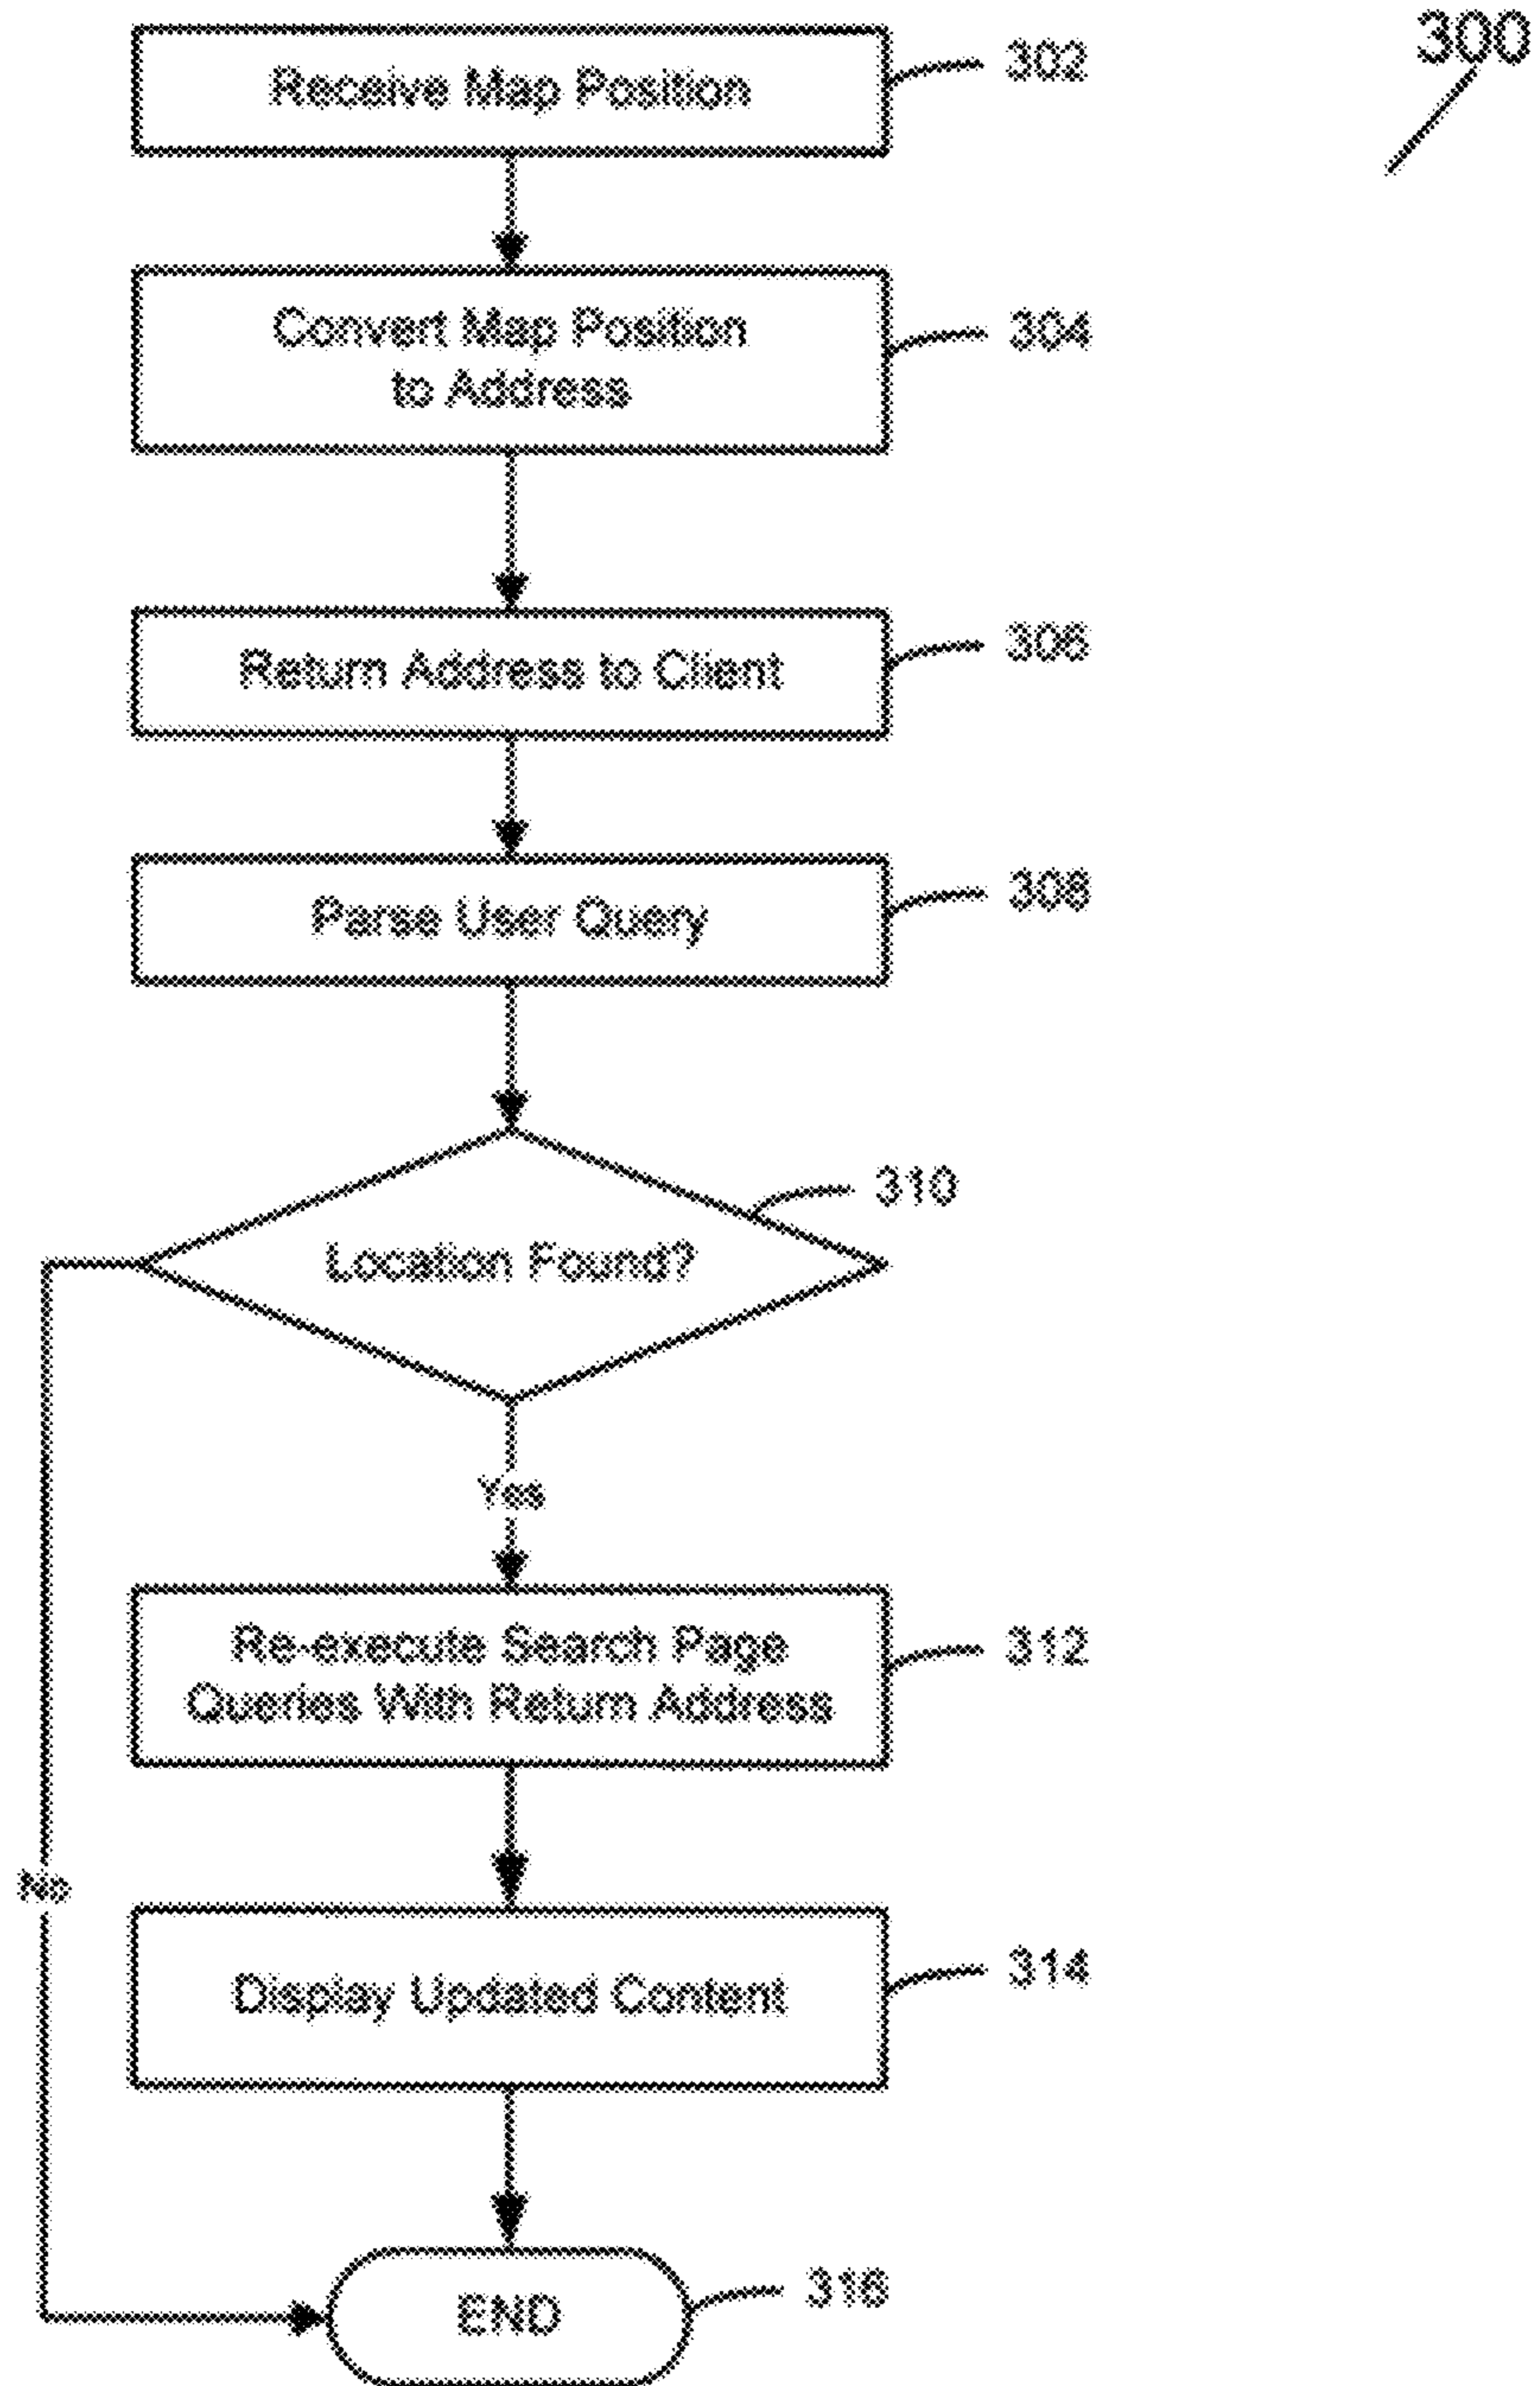 300
Receive Map Position
302
Convert Map Position
to Address
304
Return Address to Client
306
Parse User Query
308
Location Found?
310
Yes
Re-execute Search Page
Queries With Return Address
312
No
Display Updated Content
314
END
316